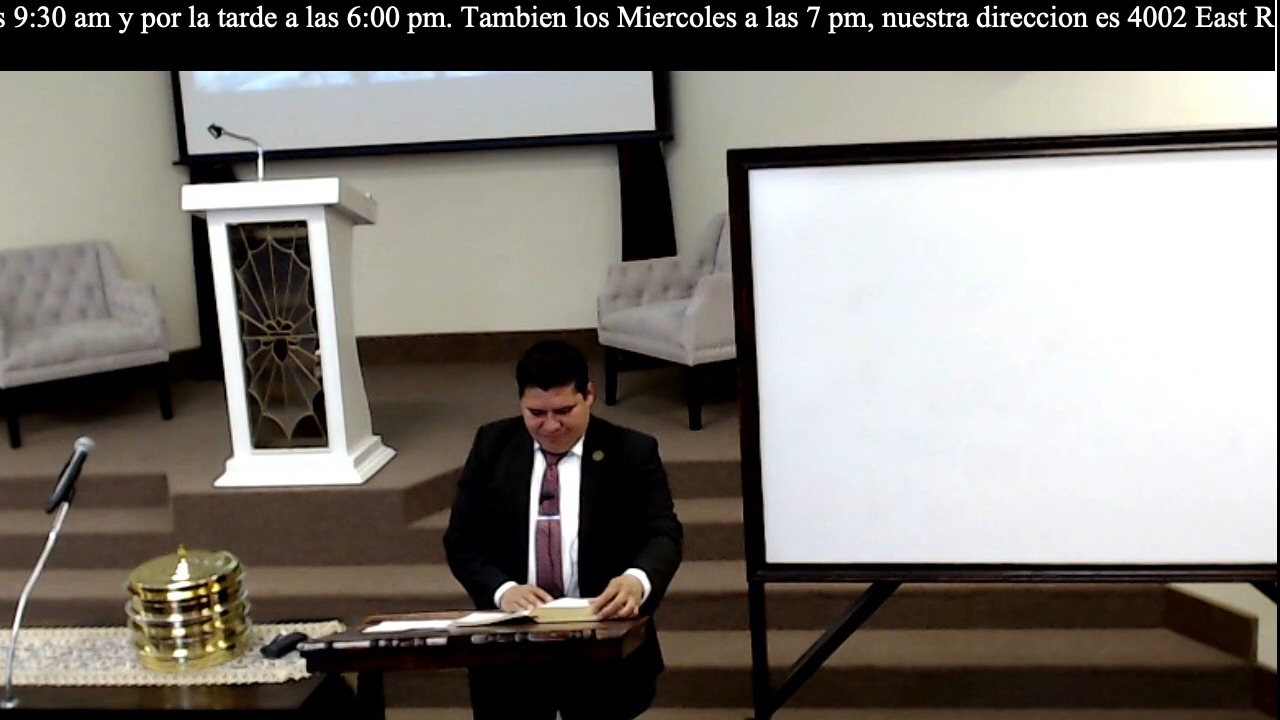 9:30 am y por la tarde a las 6:00 pm. Tambien los Miercoles a las 7 pm, nuestra direccion es 4002 East